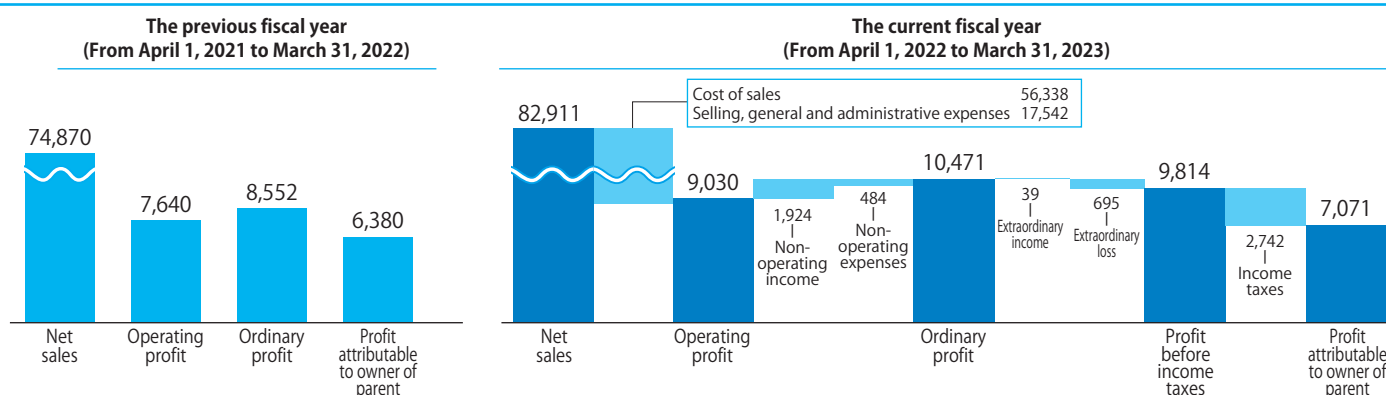 The previous fiscal year
(From April 1, 2021 to March 31, 2022)
74,870
7,640
8,552
6,380
Net
sales
Operating
profit
Ordinary
profit
Profit
attributable
to owner of
parent
The current fiscal year
(From April 1, 2022 to March 31, 2023)
Cost of sales 56,338
Selling, general and administrative expenses 17,542
82,911
9,030
1,924
Non-
operating
income
484
Non-
operating
expenses
10,471
39
Extraordinary
income
695
Extraordinary
loss
9,814
2,742
Income
taxes
7,071
Net
sales
Operating
profit
Ordinary
profit
Profit
before
income
taxes
Profit
attributable
to owner of
parent